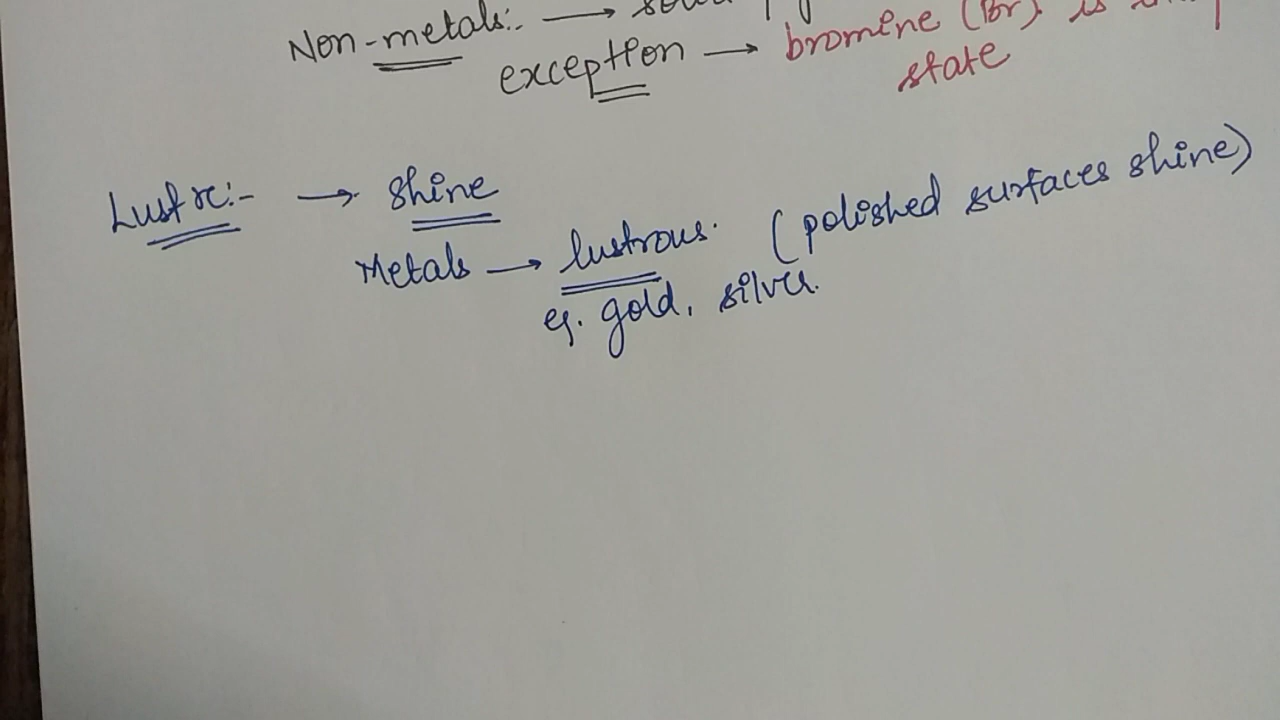 Non-metals:- →
exception → bromine (Br) is
state
Lustre:- → shine
Metals → lustrous. (polished surfaces shine)
eg. gold, silver.